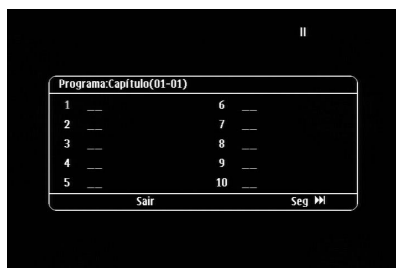 Programa:Capítulo(01-01)
1 __ 6 __
2 __ 7 __
3 __ 8 __
4 __ 9 __
5 __ 10 __
Sair Seg